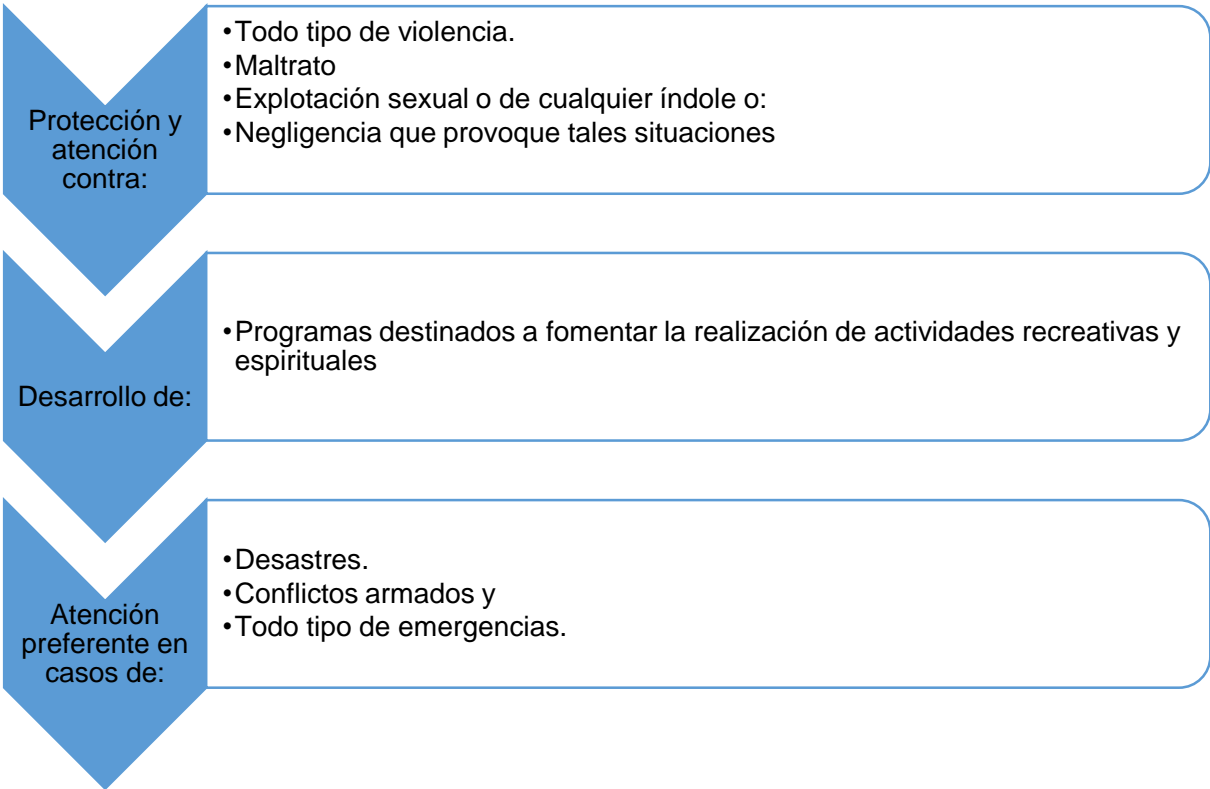 Protección y
atención
contra:
•Todo tipo de violencia.
•Maltrato
•Explotación sexual o de cualquier índole o:
•Negligencia que provoque tales situaciones
Desarrollo de:
•Programas destinados a fomentar la realización de actividades recreativas y
espirituales
Atención
preferente en
casos de:
•Desastres.
•Conflictos armados y
•Todo tipo de emergencias.